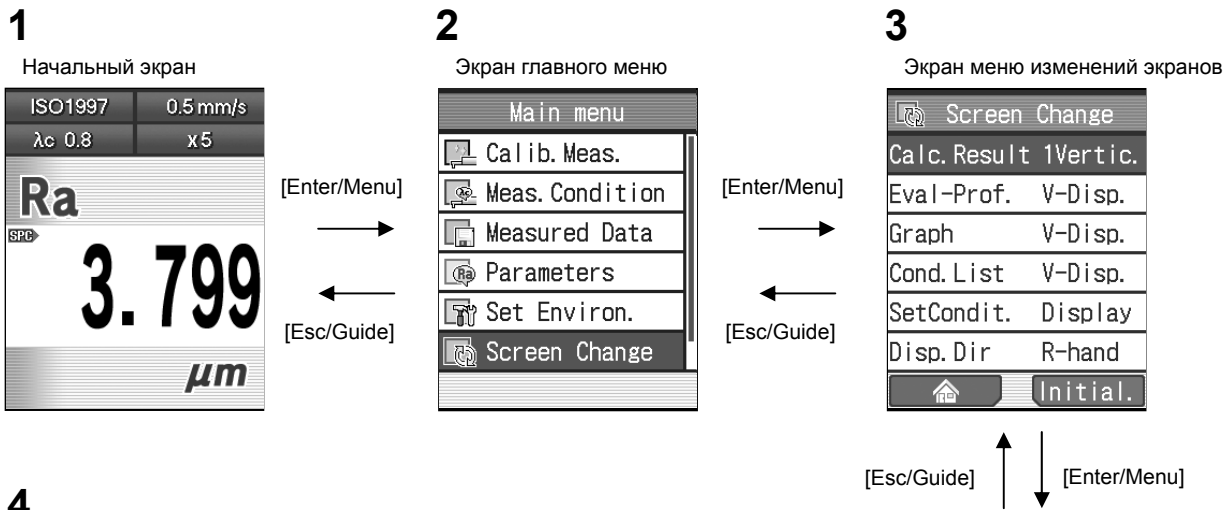 1
Начальный экран
ISO1997 0.5 mm/s
λc 0.8 x5
Ra
SPC
3.799
µm
[Enter/Menu]
[Esc/Guide]
2
Экран главного меню
Main menu
Calib.Meas.
Meas.Condition
Measured Data
Ra Parameters
Set Environ.
Screen Change
[Enter/Menu]
[Esc/Guide]
3
Экран меню изменений экранов
Screen Change
Calc.Result 1Vertic.
Eval-Prof. V-Disp.
Graph V-Disp.
Cond.List V-Disp.
SetCondit. Display
Disp.Dir R-hand
Initial.
[Esc/Guide] [Enter/Menu]
4